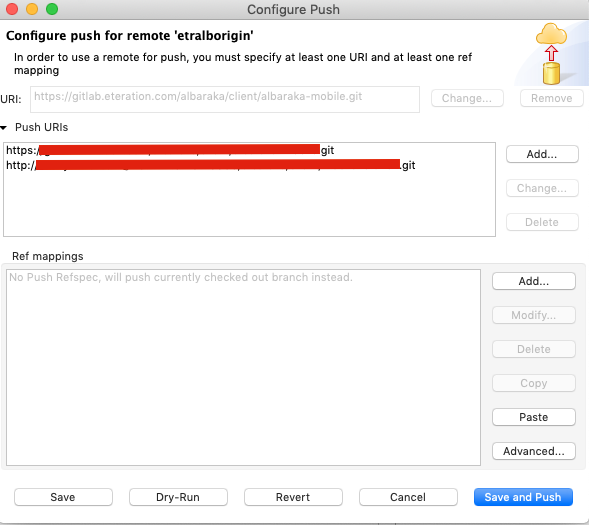 Configure Push
Configure push for remote 'etralborigin'
In order to use a remote for push, you must specify at least one URI and at least one ref
mapping
URI: https://gitlab.eteration.com/albaraka/client/albaraka-mobile.git Change... Remove
Push URIs
https:/ .git Add...
http:/ .git
Change...
Delete
Ref mappings
No Push Refspec, will push currently checked out branch instead. Add...
Modify...
Delete
Copy
Paste
Advanced...
Save Dry-Run Revert Cancel Save and Push